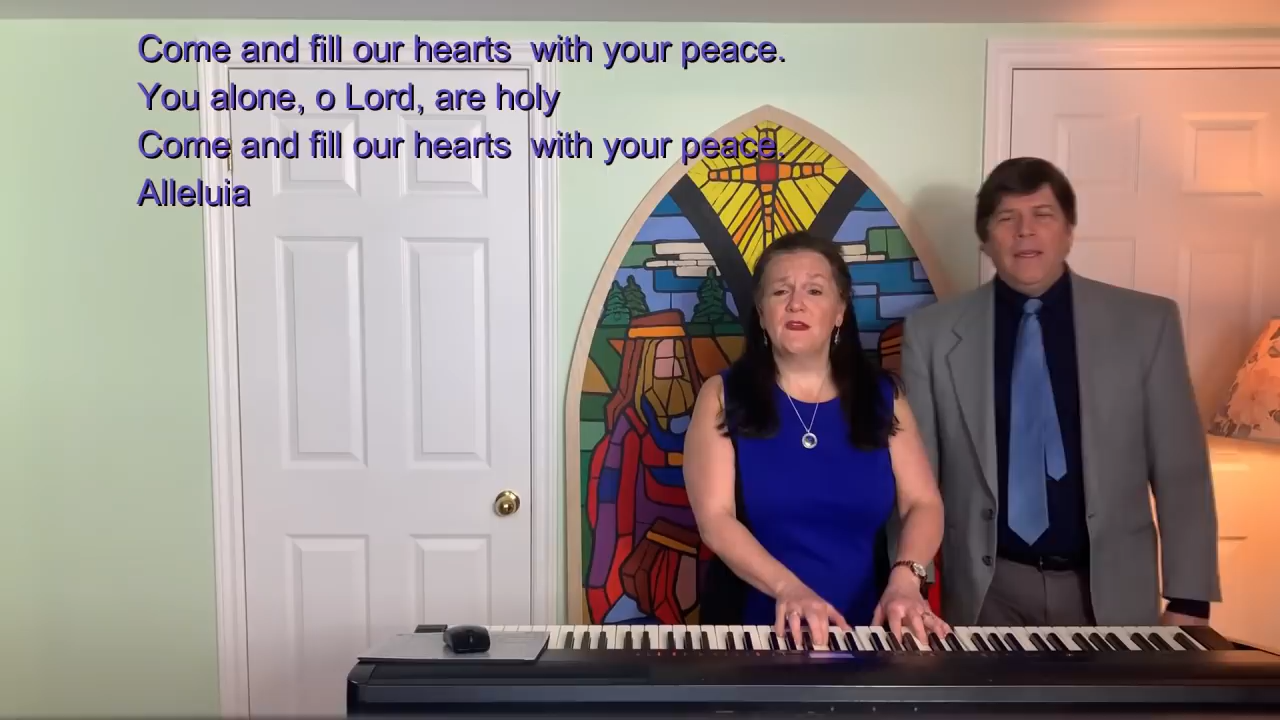 Come and fill our hearts  with your peace.
You alone, o Lord, are holy
Come and fill our hearts  with your peace.
Alleluia